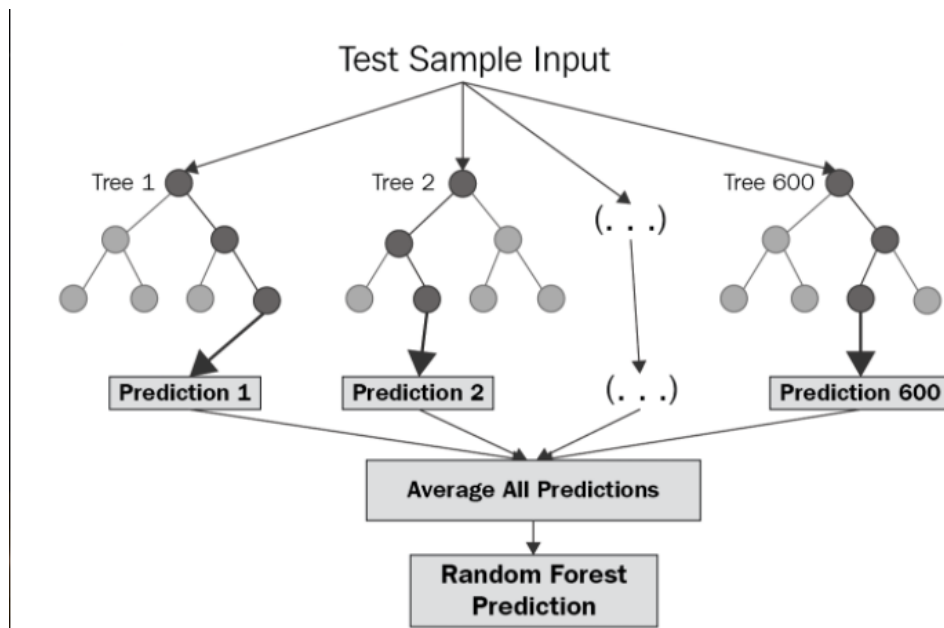 Test Sample Input
Tree 1
Tree 2
Tree 600
(. . .)
Prediction 1
Prediction 2
(. . .)
Prediction 600
Average All Predictions
Random Forest
Prediction